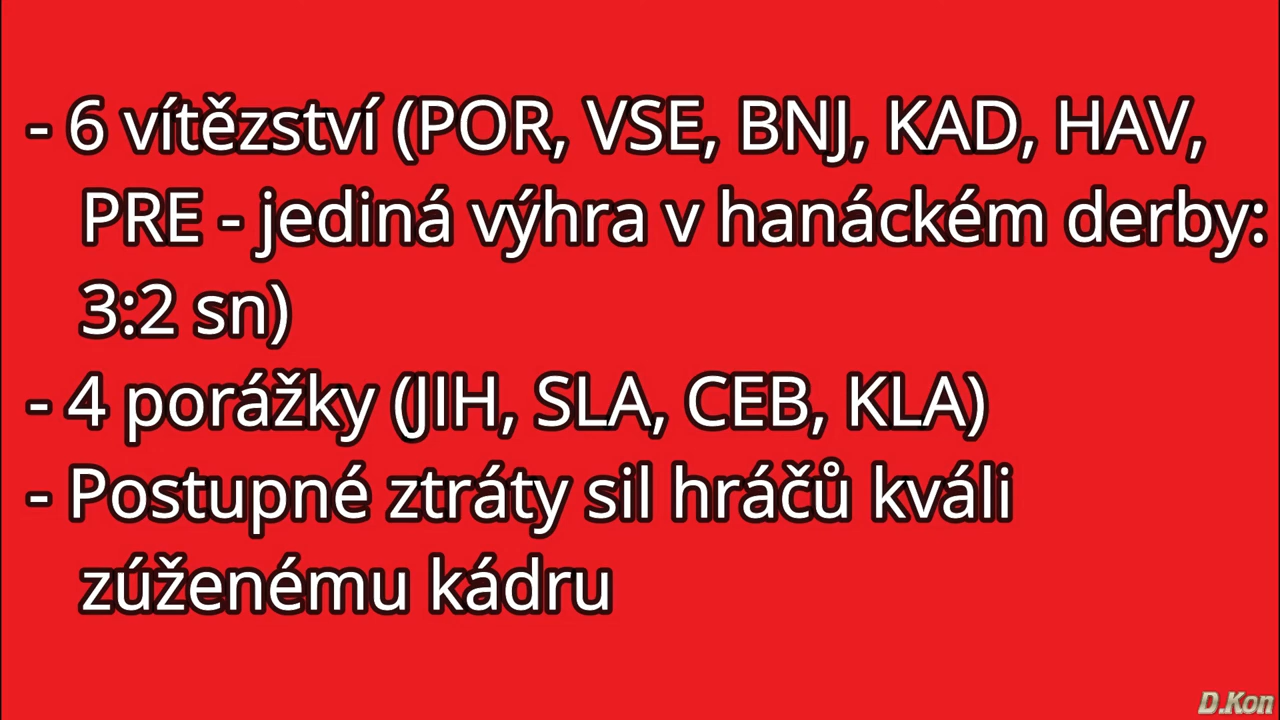 - 6 vítězství (POR, VSE, BNJ, KAD, HAV,
PRE - jediná výhra v hanáckém derby:
3:2 sn)
- 4 porážky (JIH, SLA, CEB, KLA)
- Postupné ztráty sil hráčů kváli
zúženému kádru
D.Kon